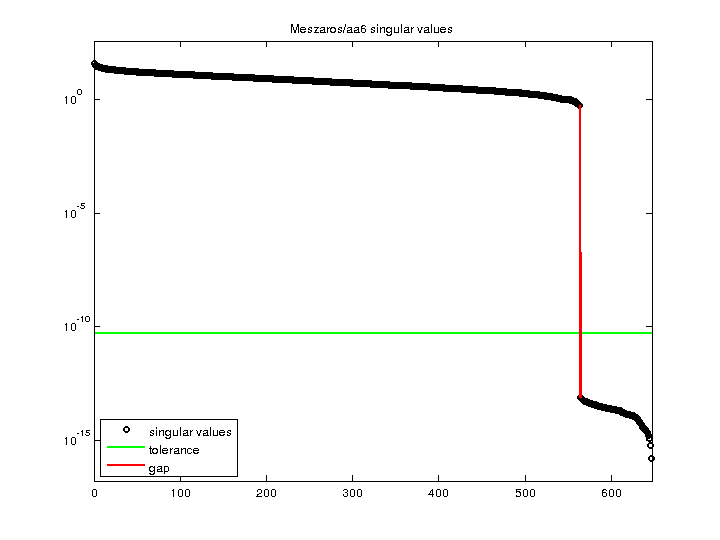 Meszaros/aa6 singular values
10^0
10^-5
10^-10
10^-15
singular values
tolerance
gap
0 100 200 300 400 500 600